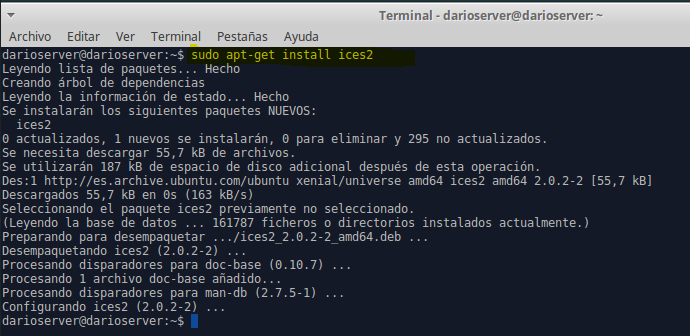 Terminal - darioserver@darioserver: ~
Archivo Editar Ver Terminal Pestañas Ayuda
darioserver@darioserver:~$ sudo apt-get install ices2
Leyendo lista de paquetes... Hecho
Creando árbol de dependencias
Leyendo la información de estado... Hecho
Se instalarán los siguientes paquetes NUEVOS:
  ices2
0 actualizados, 1 nuevos se instalarán, 0 para eliminar y 295 no actualizados.
Se necesita descargar 55,7 kB de archivos.
Se utilizarán 187 kB de espacio de disco adicional después de esta operación.
Des:1 http://es.archive.ubuntu.com/ubuntu xenial/universe amd64 ices2 amd64 2.0.2-2 [55,7 kB]
Descargados 55,7 kB en 0s (163 kB/s)
Seleccionando el paquete ices2 previamente no seleccionado.
(Leyendo la base de datos ... 161787 ficheros o directorios instalados actualmente.)
Preparando para desempaquetar .../ices2_2.0.2-2_amd64.deb ...
Desempaquetando ices2 (2.0.2-2) ...
Procesando disparadores para doc-base (0.10.7) ...
Procesando 1 archivo doc-base añadido...
Procesando disparadores para man-db (2.7.5-1) ...
Configurando ices2 (2.0.2-2) ...
darioserver@darioserver:~$